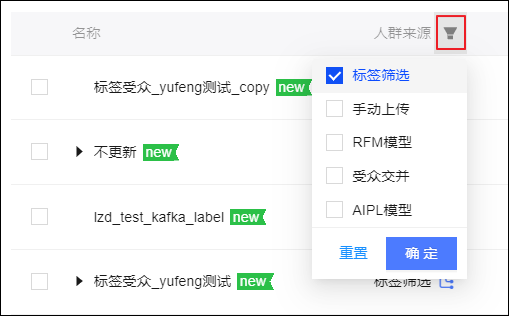 名称 人群来源
标签受众_yufeng测试_copy new
标签筛选
手动上传
不更新 new
RFM模型
受众交并
lzd_test_kafka_label new
AIPL模型
重置 确 定
标签受众_yufeng测试 new 标签筛选